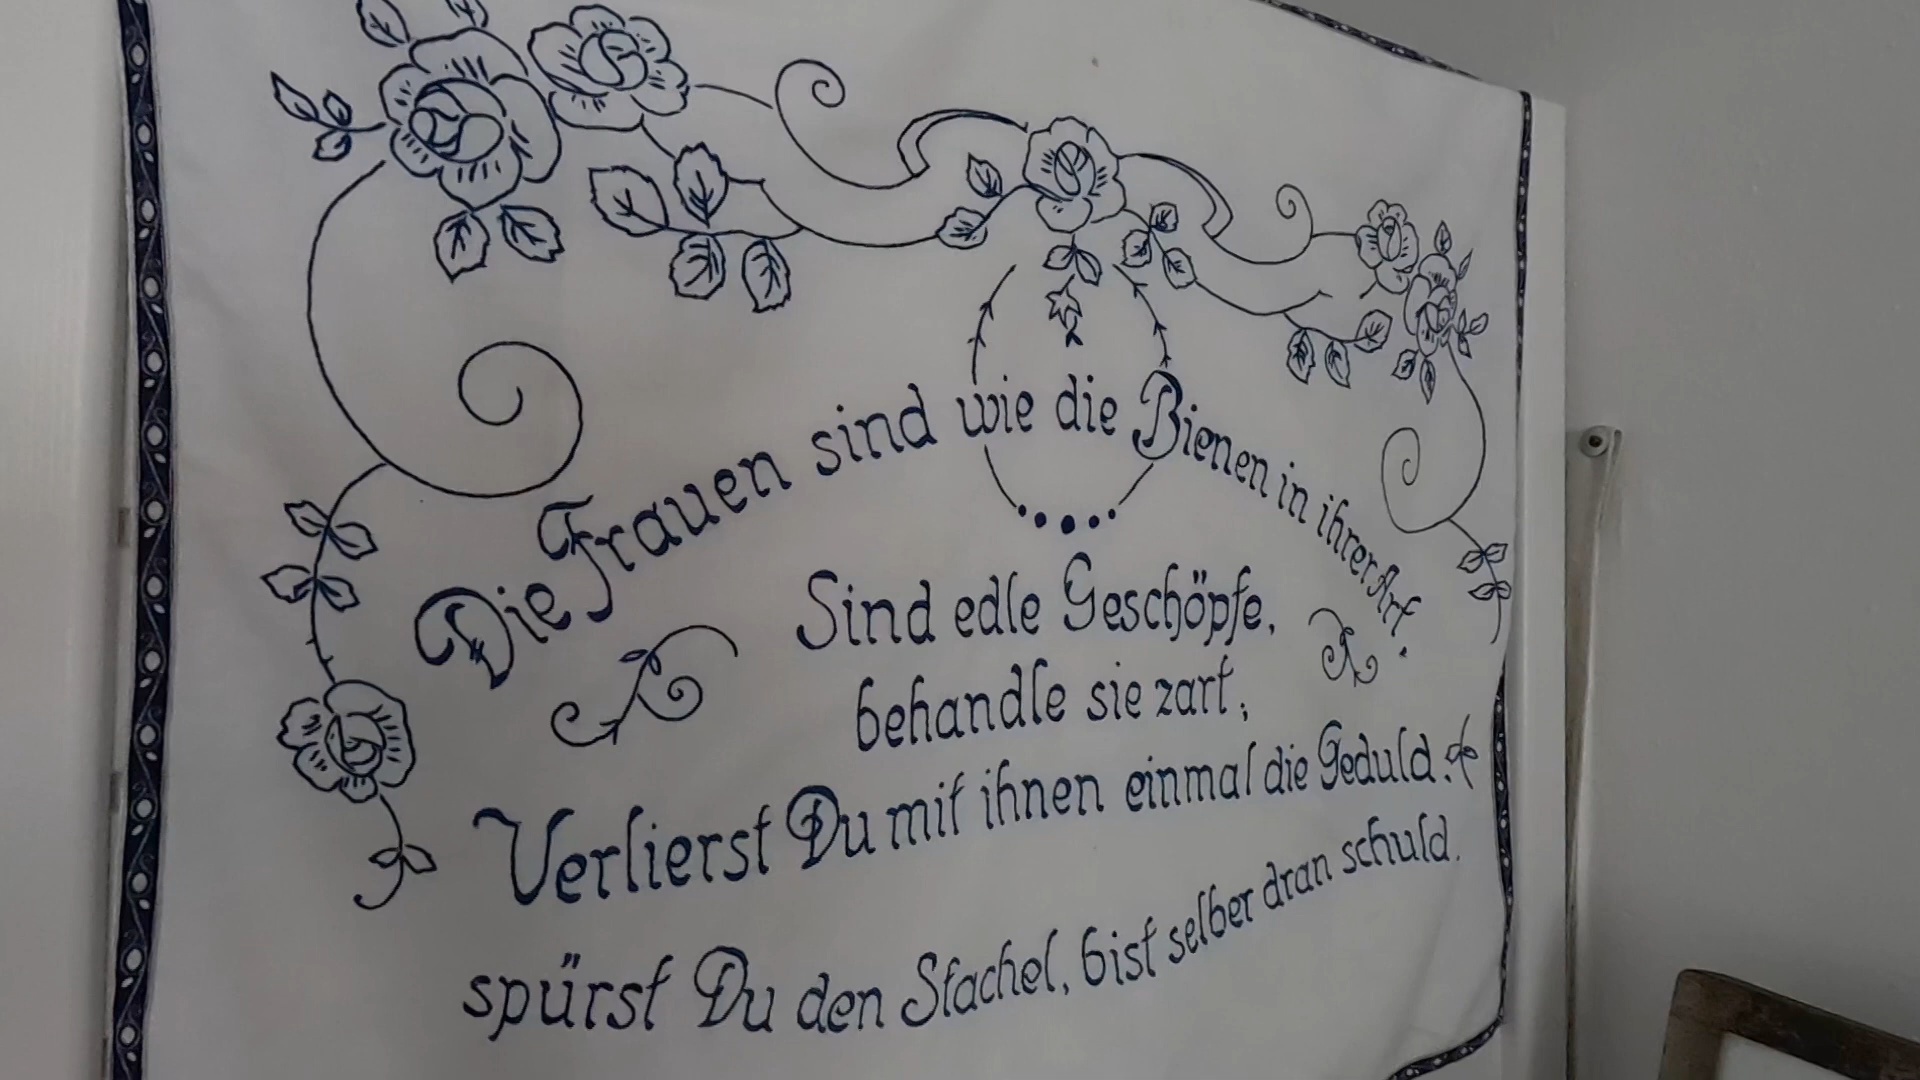 Die Frauen sind wie die Bienen in ihrer Art.
Sind edle Geschöpfe,
behandle sie zart;
Verlierst Du mit ihnen einmal die Geduld.
spürst Du den Stachel, bist selber dran schuld.